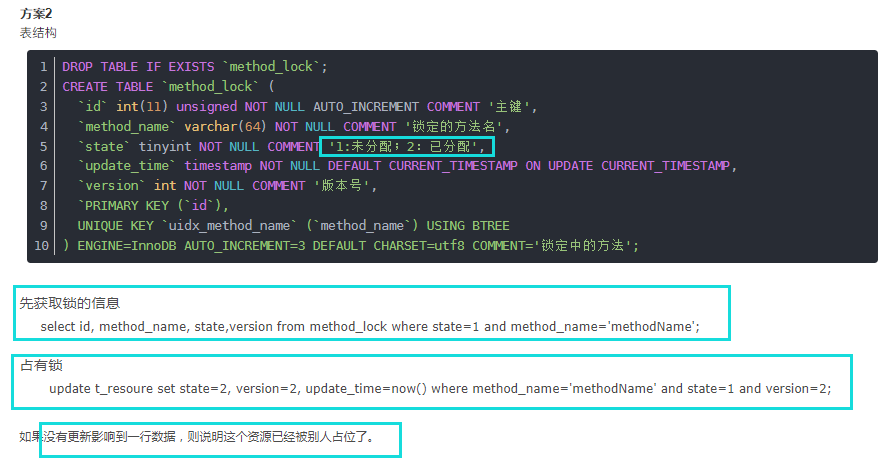 方案2
表结构
1 DROP TABLE IF EXISTS `method_lock`;
2 CREATE TABLE `method_lock` (
3 `id` int(11) unsigned NOT NULL AUTO_INCREMENT COMMENT '主键',
4 `method_name` varchar(64) NOT NULL COMMENT '锁定的方法名',
5 `state` tinyint NOT NULL COMMENT '1:未分配；2：已分配',
6 `update_time` timestamp NOT NULL DEFAULT CURRENT_TIMESTAMP ON UPDATE CURRENT_TIMESTAMP,
7 `version` int NOT NULL COMMENT '版本号',
8 `PRIMARY KEY (`id`),
9 UNIQUE KEY `uidx_method_name` (`method_name`) USING BTREE
10 ) ENGINE=InnoDB AUTO_INCREMENT=3 DEFAULT CHARSET=utf8 COMMENT='锁定中的方法';
先获取锁的信息
select id, method_name, state,version from method_lock where state=1 and method_name='methodName';
占有锁
update t_resoure set state=2, version=2, update_time=now() where method_name='methodName' and state=1 and version=2;
如果没有更新影响到一行数据，则说明这个资源已经被别人占位了。